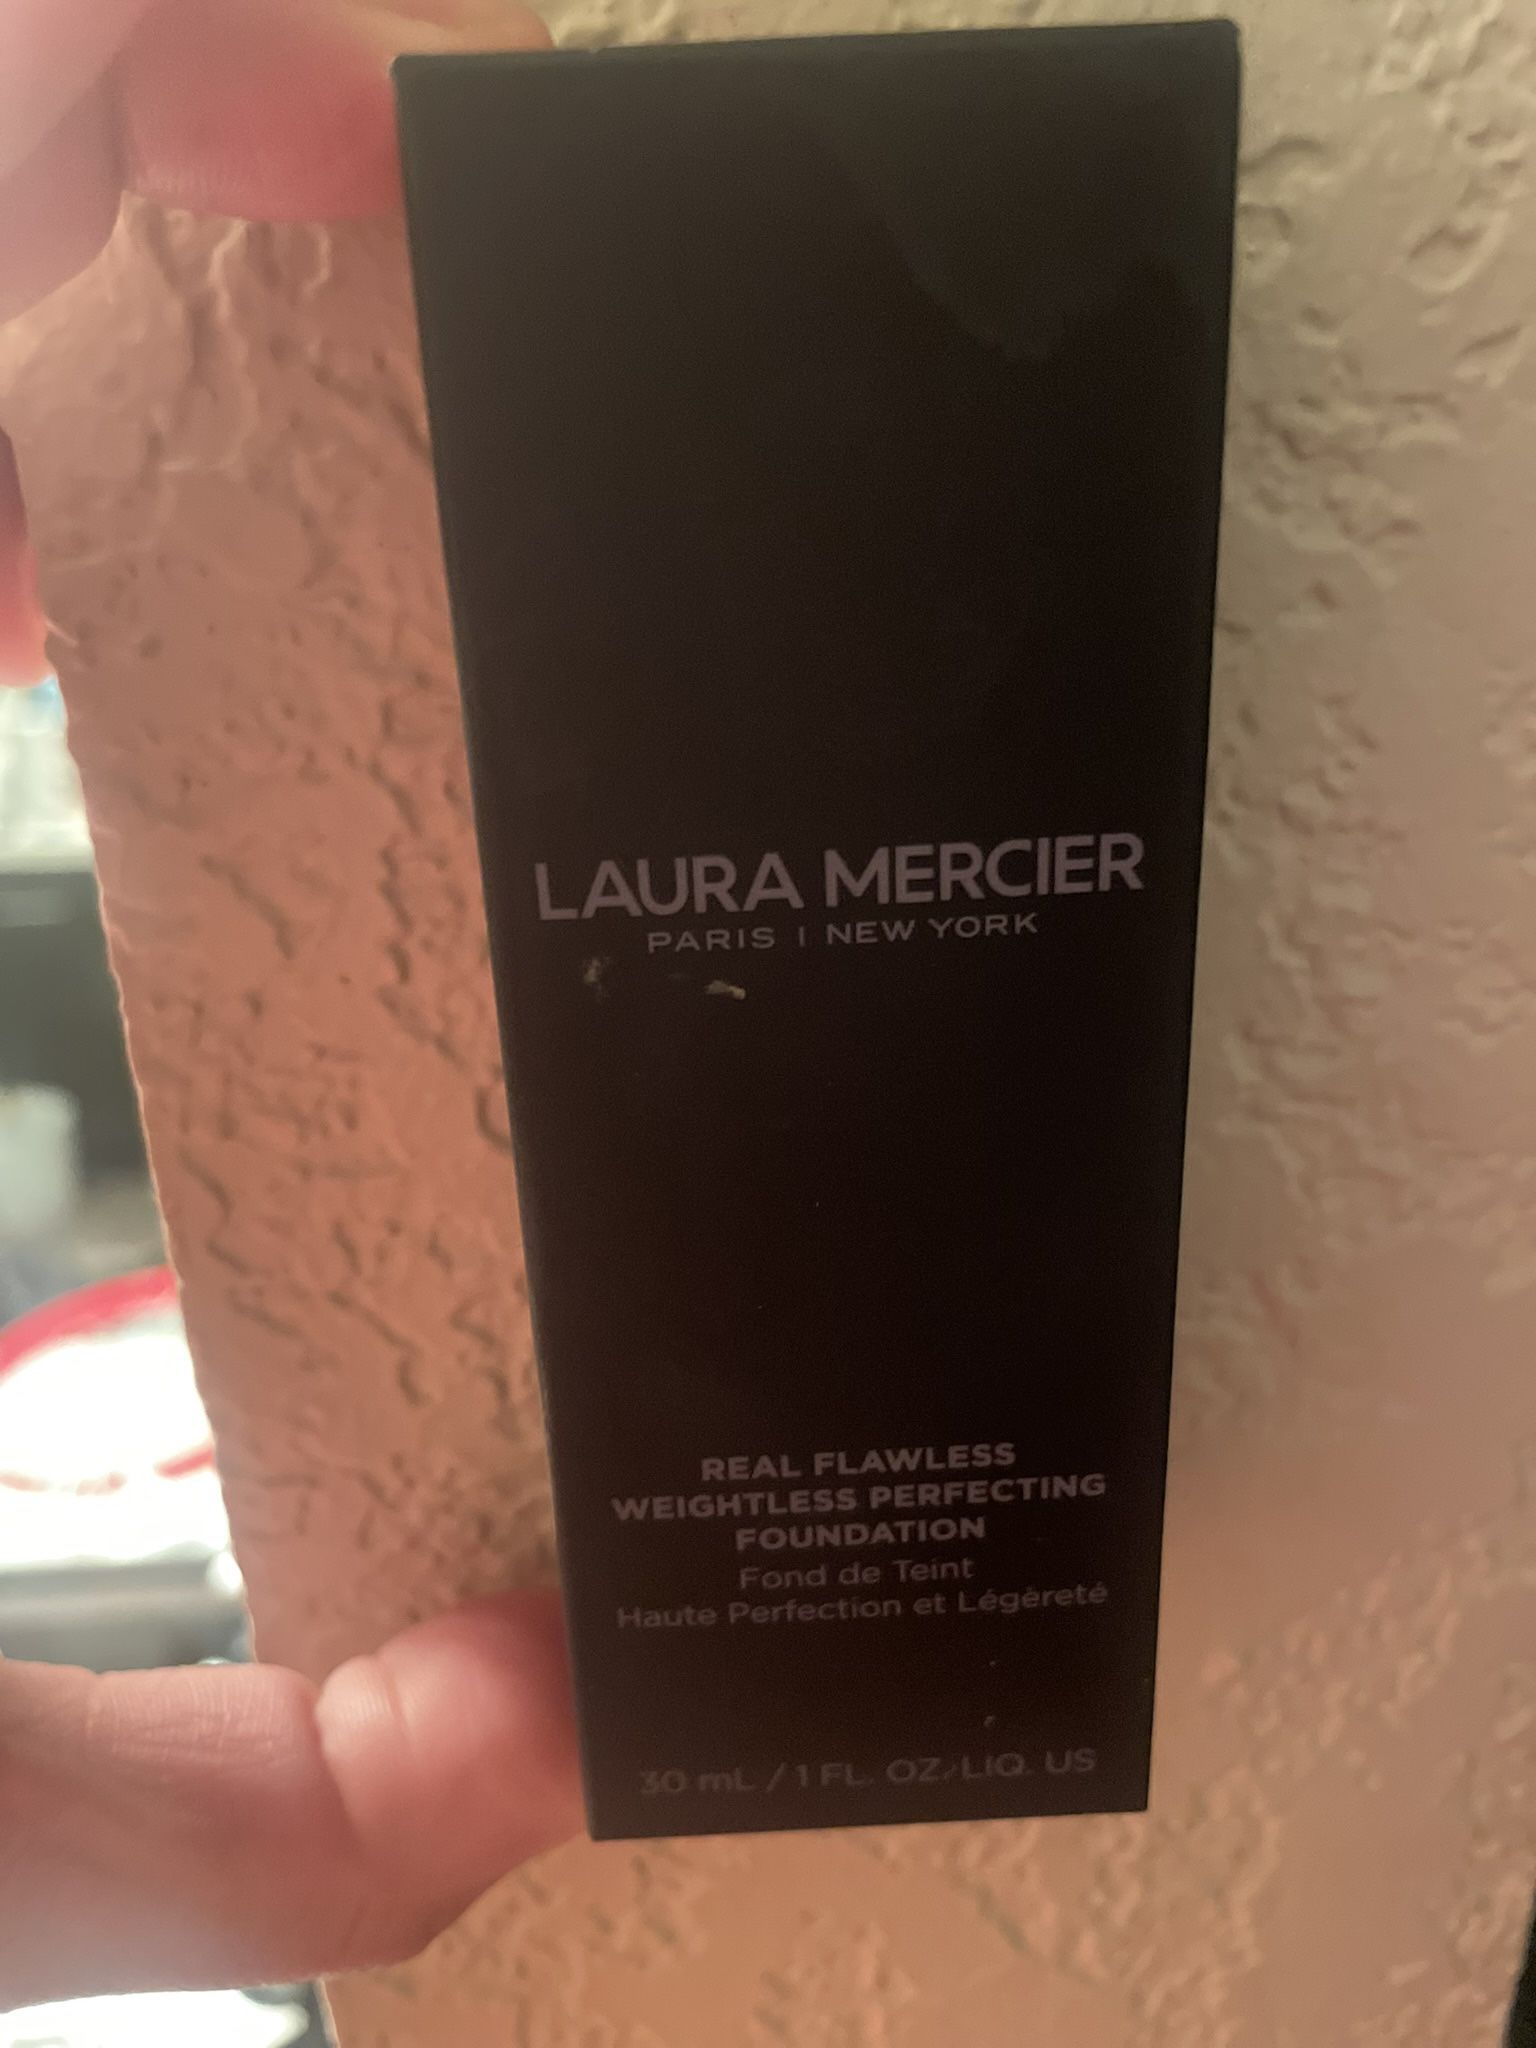 LAURA MERCIER
PARIS | NEW YORK
REAL FLAWLESS
WEIGHTLESS PERFECTING
FOUNDATION
Fond de Teint
Haute Perfection et Légèreté
30 mL / 1 FL. OZ. LIQ. US